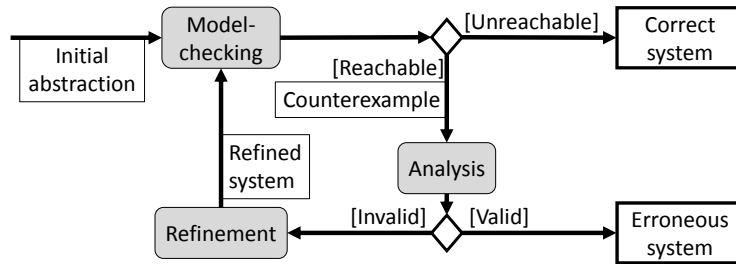 Model-
checking
[Unreachable]
Correct
system
Initial
abstraction
[Reachable]
Counterexample
Refined
system
Analysis
[Invalid]
[Valid]
Refinement
Erroneous
system